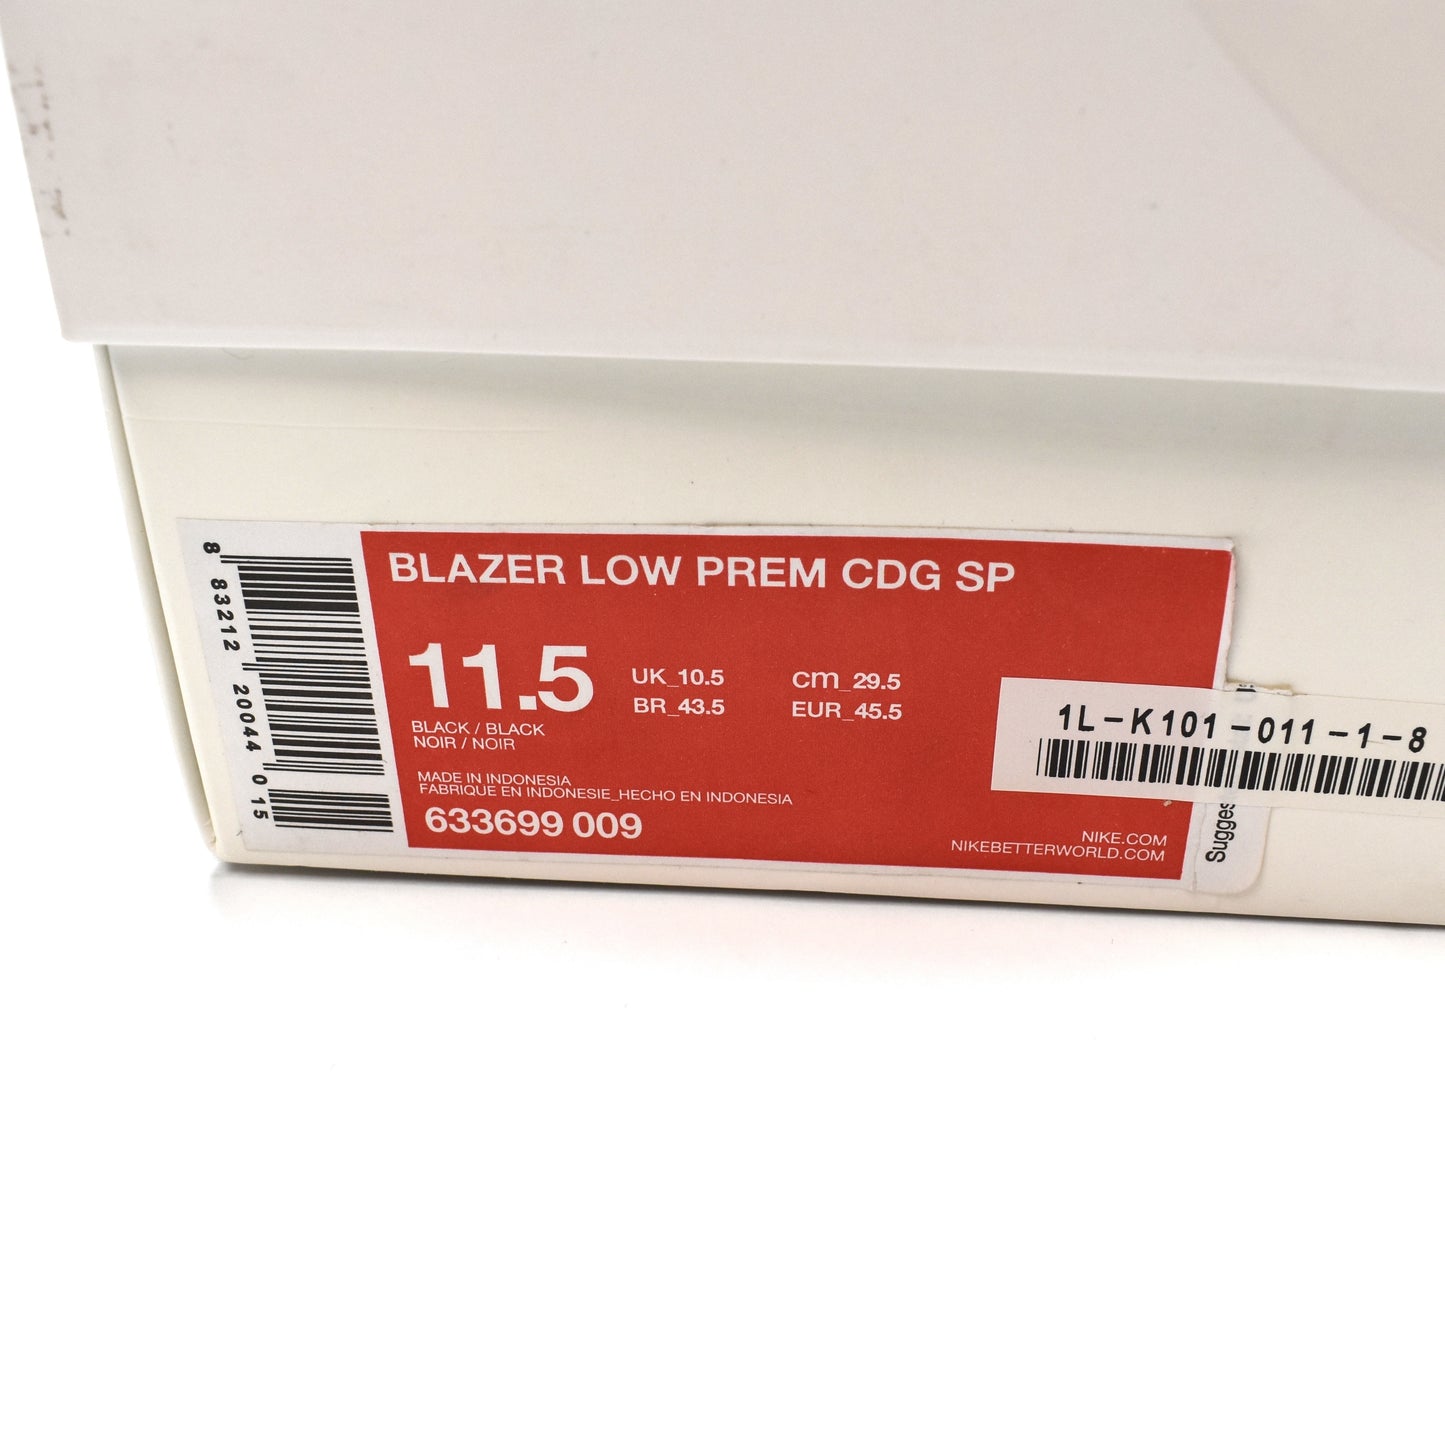 BLAZER LOW PREM CDG SP
11.5
UK_10.5
cm_29.5
BR_43.5
EUR_45.5
BLACK / BLACK
NOIR / NOIR
MADE IN INDONESIA
FABRIQUE EN INDONESIE_HECHO EN INDONESIA
633699 009
NIKE.COM
NIKEBETTERWORLD.COM
8 83212 20044 0 15
1L-K101-011-1-8